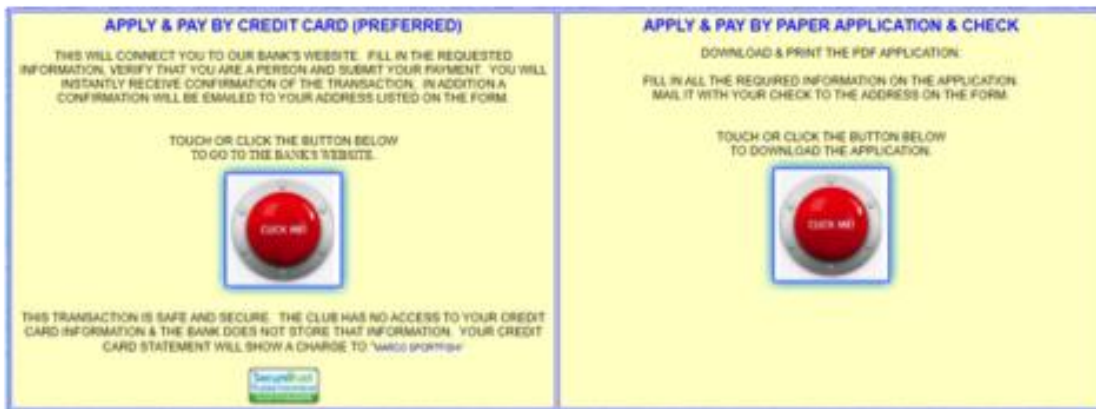 APPLY & PAY BY CREDIT CARD (PREFERRED)
THIS WILL CONNECT YOU TO OUR BANK'S WEBSITE. FILL IN THE REQUESTED
INFORMATION, VERIFY THAT YOU ARE A PERSON AND SUBMIT YOUR PAYMENT. YOU WILL
INSTANTLY RECEIVE CONFIRMATION OF THE TRANSACTION. IN ADDITION A
CONFIRMATION WILL BE EMAILED TO YOUR ADDRESS LISTED ON THE FORM.
TOUCH OR CLICK THE BUTTON BELOW
TO GO TO THE BANK'S WEBSITE.
CLICK ME!
THIS TRANSACTION IS SAFE AND SECURE. THE CLUB HAS NO ACCESS TO YOUR CREDIT
CARD INFORMATION & THE BANK DOES NOT STORE THAT INFORMATION. YOUR CREDIT
CARD STATEMENT WILL SHOW A CHARGE TO "MARCO SPORTFISH"
SecureTrust
APPLY & PAY BY PAPER APPLICATION & CHECK
DOWNLOAD & PRINT THE PDF APPLICATION.
FILL IN ALL THE REQUIRED INFORMATION ON THE APPLICATION.
MAIL IT WITH YOUR CHECK TO THE ADDRESS ON THE FORM.
TOUCH OR CLICK THE BUTTON BELOW
TO DOWNLOAD THE APPLICATION.
CLICK ME!